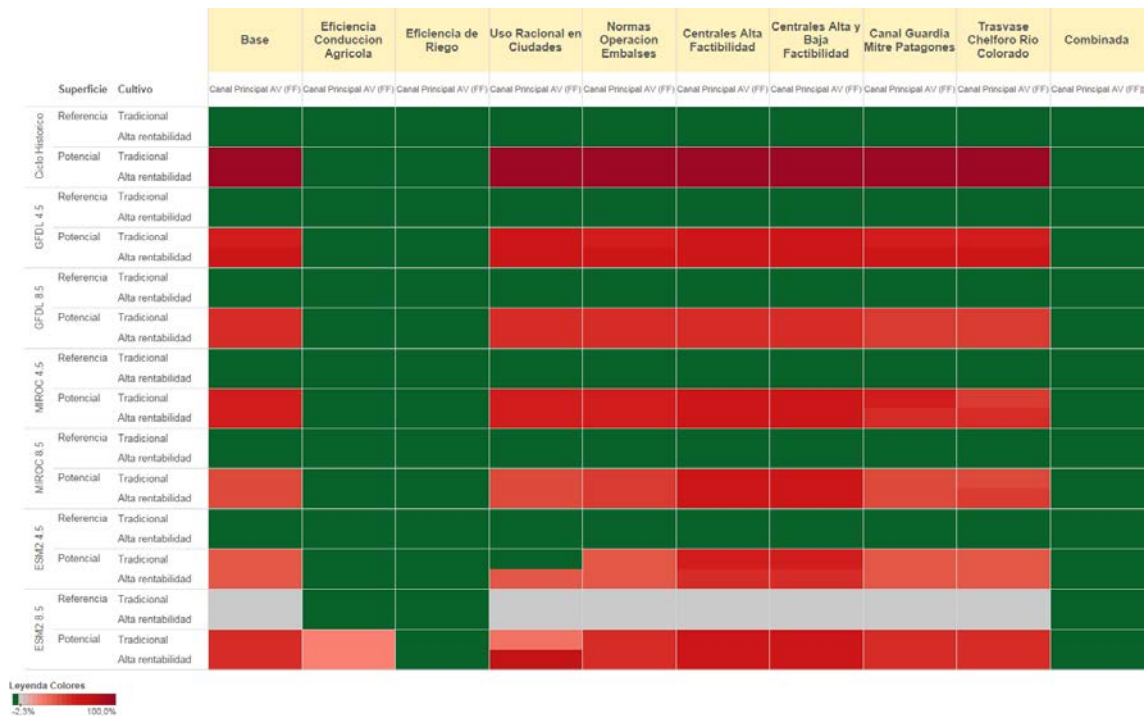 Base
Eficiencia Conduccion Agricola
Eficiencia de Riego
Uso Racional en Ciudades
Normas Operacion Embalses
Centrales Alta Factibilidad
Centrales Alta y Baja Factibilidad
Canal Guardia Mitre Patagones
Trasvase Chelforo Rio Colorado
Combinada
Superficie Cultivo Canal Principal AV (FF) Canal Principal AV (FF) Canal Principal AV (FF) Canal Principal AV (FF) Canal Principal AV (FF) Canal Principal AV (FF) Canal Principal AV (FF) Canal Principal AV (FF) Canal Principal AV (FF) Canal Principal AV (FF)
Ciclo Historico
Referencia Tradicional
Alta rentabilidad
Potencial Tradicional
Alta rentabilidad
GFDL 4.5
Referencia Tradicional
Alta rentabilidad
Potencial Tradicional
Alta rentabilidad
GFDL 8.5
Referencia Tradicional
Alta rentabilidad
Potencial Tradicional
Alta rentabilidad
MIROC 4.5
Referencia Tradicional
Alta rentabilidad
Potencial Tradicional
Alta rentabilidad
MIROC 8.5
Referencia Tradicional
Alta rentabilidad
Potencial Tradicional
Alta rentabilidad
ESM2 4.5
Referencia Tradicional
Alta rentabilidad
Potencial Tradicional
Alta rentabilidad
ESM2 8.5
Referencia Tradicional
Alta rentabilidad
Potencial Tradicional
Alta rentabilidad
Leyenda Colores
-2,3% 100,0%